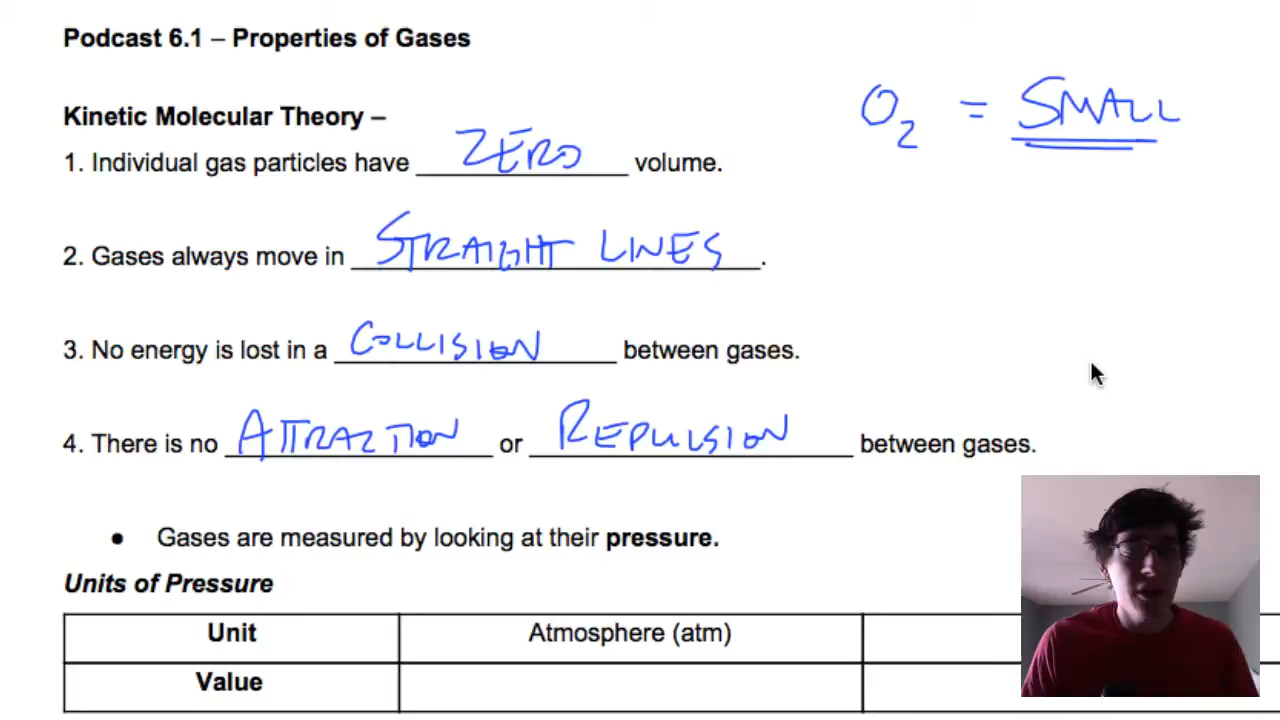 Podcast 6.1 – Properties of Gases
O2 = SMALL
Kinetic Molecular Theory –
1. Individual gas particles have ZERO volume.
2. Gases always move in STRAIGHT LINES.
3. No energy is lost in a COLLISION between gases.
4. There is no ATTRACTION or REPULSION between gases.
• Gases are measured by looking at their pressure.
Units of Pressure
Unit Atmosphere (atm)
Value